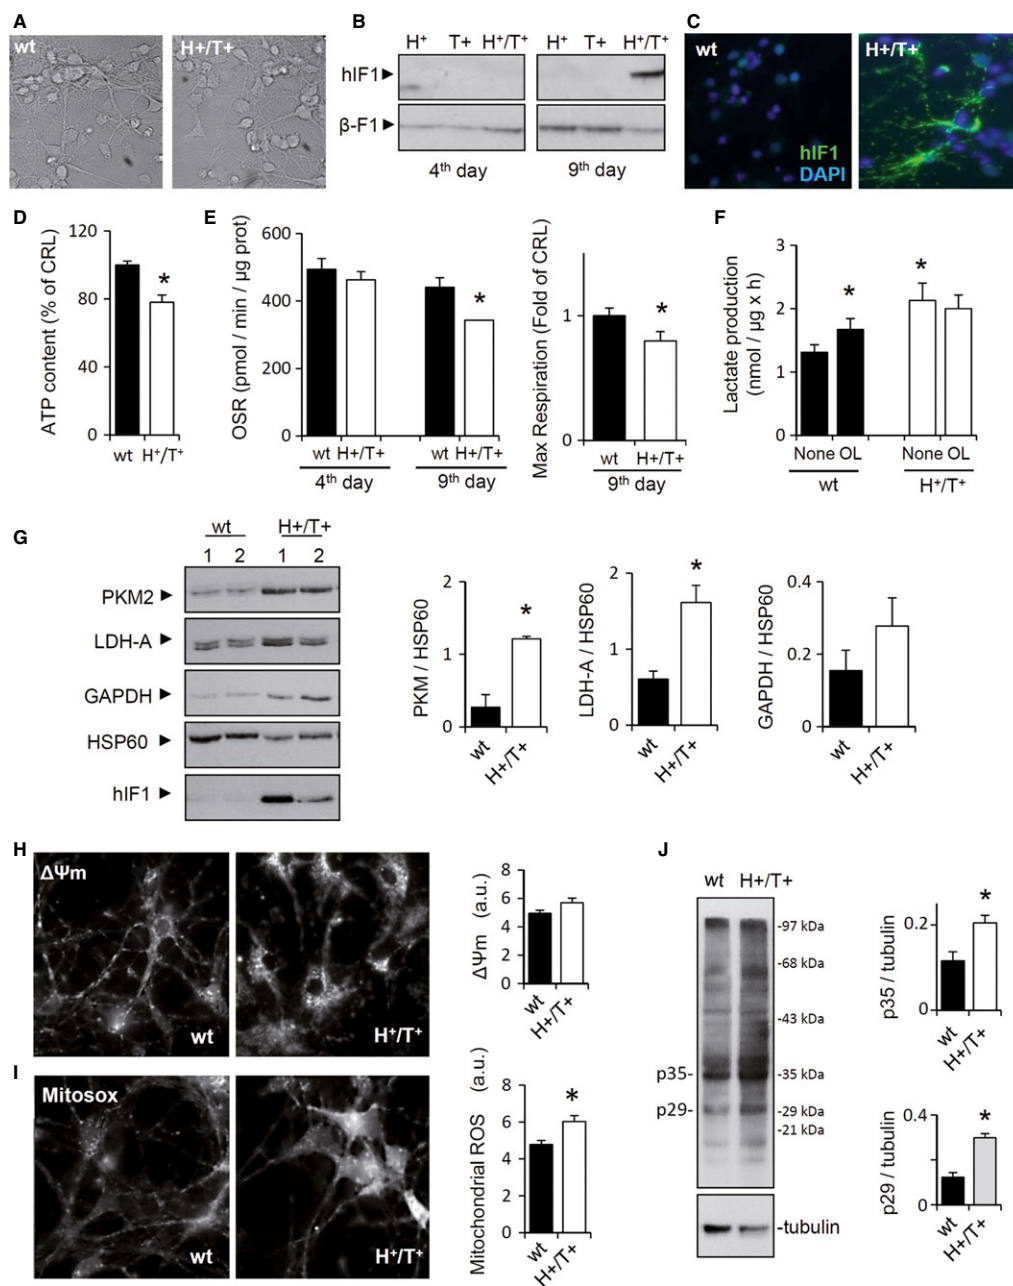 A
wt
H+/T+
B
H⁺ T+ H⁺/T⁺ H⁺ T+ H⁺/T⁺
hIF1
β-F1
4th day 9th day
C
wt
H+/T+
hIF1
DAPI
D
ATP content (% of CRL)
120
80
40
0
*
wt H⁺/T⁺
E
OSR (pmol / min / µg prot)
600
400
200
0
*
wt H+/T+ wt H+/T+
4th day 9th day
Max Respiration (Fold of CRL)
1
0
*
wt H+/T+
9th day
F
Lactate production
(nmol / µg x h)
3
2
1
0
* *
None OL None OL
wt H⁺/T⁺
G
wt H+/T+
1 2 1 2
PKM2
LDH-A
GAPDH
HSP60
hIF1
PKM / HSP60
2
1
0
*
wt H+/T+
LDH-A / HSP60
2
1
0
*
wt H+/T+
GAPDH / HSP60
0.4
0.2
0
wt H+/T+
H
ΔΨm
wt
H⁺/T⁺
ΔΨm (a.u.)
8
6
4
2
0
wt H+/T+
I
Mitosox
wt
H⁺/T⁺
Mitochondrial ROS (a.u.)
8
6
4
2
0
*
wt H+/T+
J
wt H+/T+
-97 kDa
-68 kDa
-43 kDa
p35- -35 kDa
p29- -29 kDa
-21 kDa
-tubulin
p35 / tubulin
0.2
0
*
wt H+/T+
p29 / tubulin
0.4
0
*
wt H+/T+